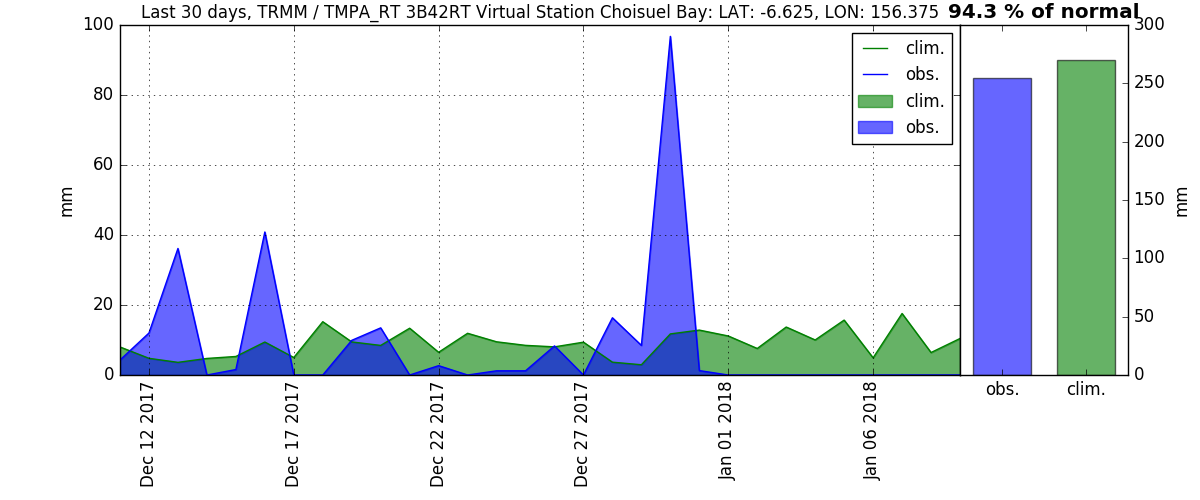 Last 30 days, TRMM / TMPA_RT 3B42RT Virtual Station Choisuel Bay: LAT: -6.625, LON: 156.375
94.3 % of normal
100
80
60
40
20
0
mm
clim.
obs.
clim.
obs.
300
250
200
150
100
50
0
mm
obs.
clim.
Dec 12 2017
Dec 17 2017
Dec 22 2017
Dec 27 2017
Jan 01 2018
Jan 06 2018